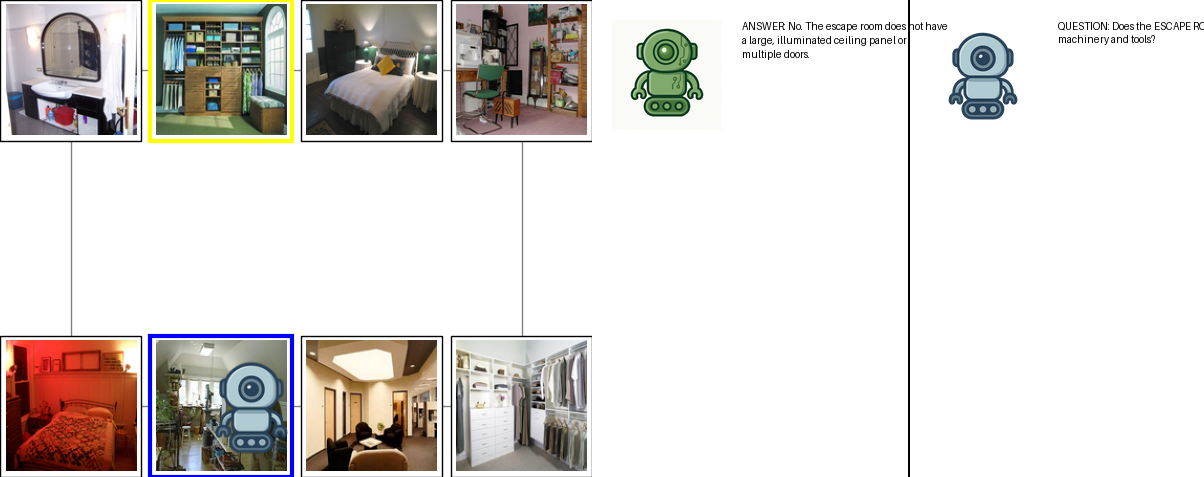 ANSWER: No. The escape room does not have
a large, illuminated ceiling panel or
multiple doors.
QUESTION: Does the ESCAPE
machinery and tools?